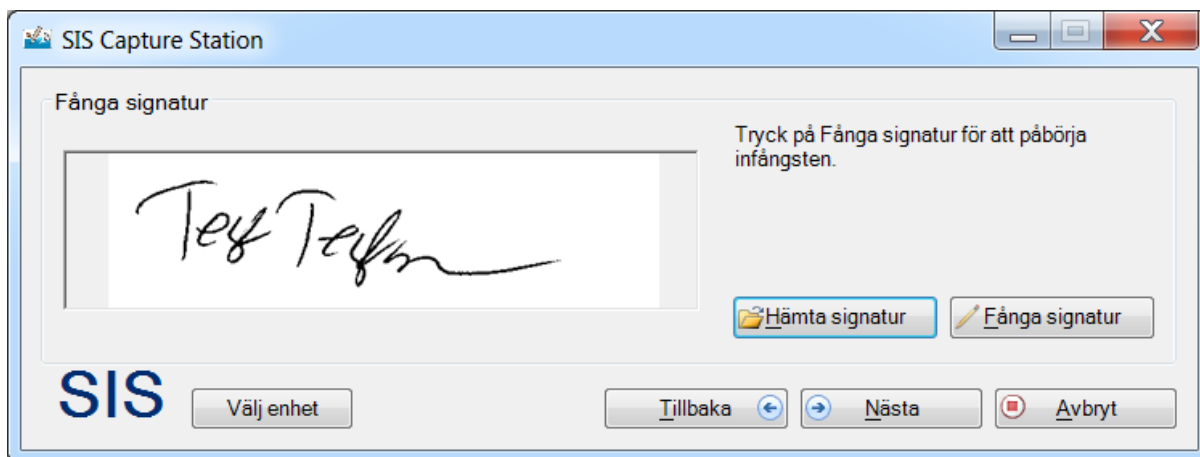 SIS Capture Station
Fånga signatur
Tryck på Fånga signatur för att påbörja
infångsten.
Hämta signatur
Fånga signatur
SIS
Välj enhet
Tillbaka
Nästa
Avbryt